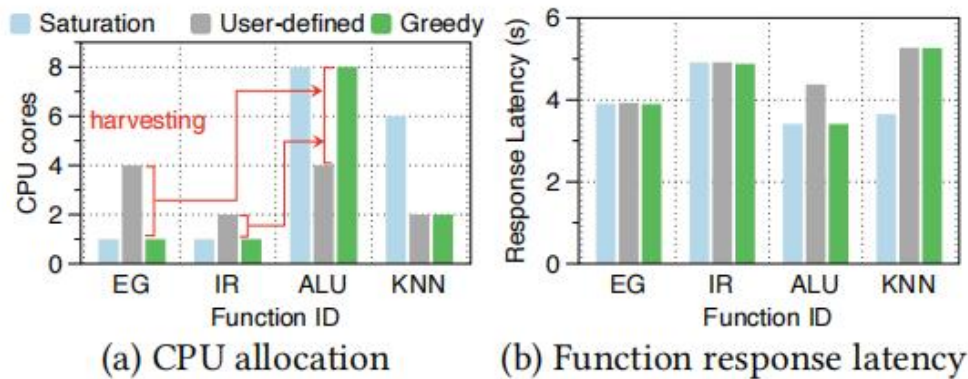 Saturation User-defined Greedy
CPU cores
8
6
4
2
0
harvesting
EG IR ALU KNN
Function ID
(a) CPU allocation
Response Latency (s)
6
4
2
0
EG IR ALU KNN
Function ID
(b) Function response latency